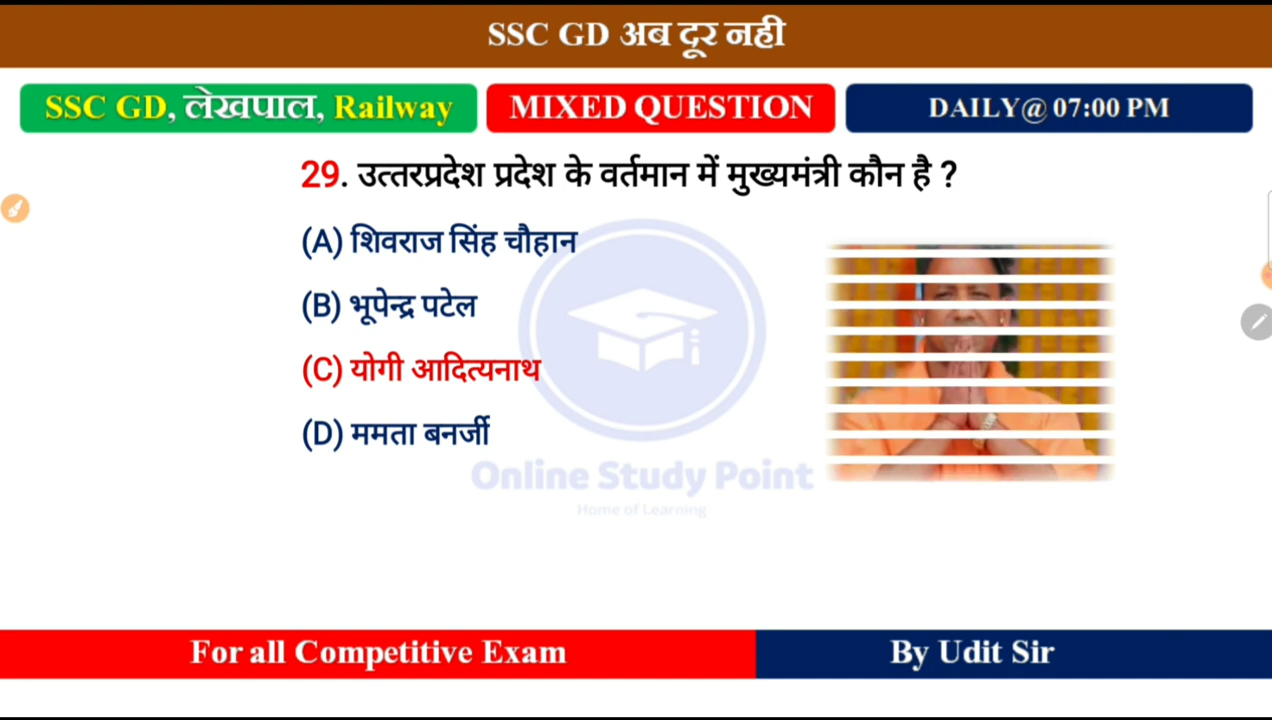 SSC GD अब दूर नही
SSC GD, लेखपाल, Railway
MIXED QUESTION
DAILY@ 07:00 PM
29. उत्तरप्रदेश प्रदेश के वर्तमान में मुख्यमंत्री कौन है ?
(A) शिवराज सिंह चौहान
(B) भूपेन्द्र पटेल
(C) योगी आदित्यनाथ
(D) ममता बनर्जी
Online Study Point
Home of Learning
For all Competitive Exam
By Udit Sir